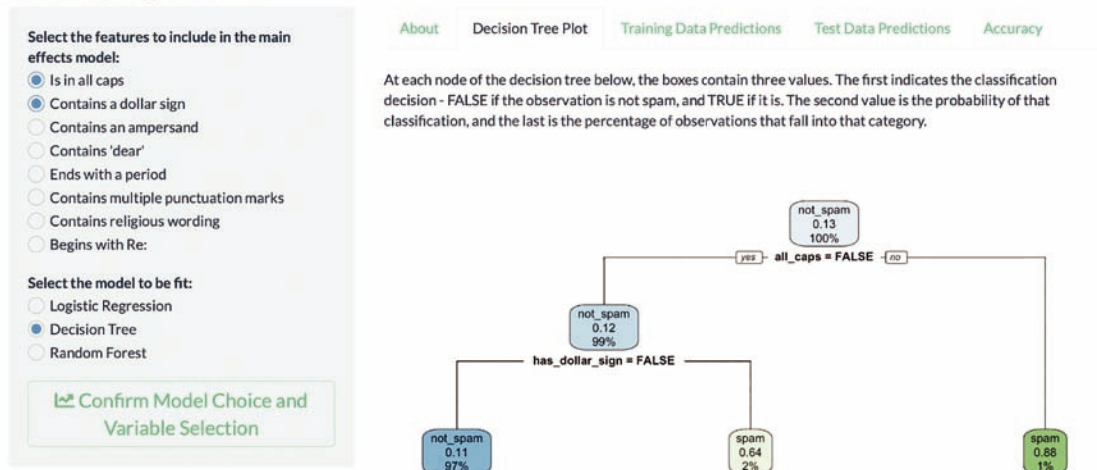 Select the features to include in the main
effects model:
Is in all caps
Contains a dollar sign
Contains an ampersand
Contains 'dear'
Ends with a period
Contains multiple punctuation marks
Contains religious wording
Begins with Re:
Select the model to be fit:
Logistic Regression
Decision Tree
Random Forest
Confirm Model Choice and
Variable Selection
About Decision Tree Plot Training Data Predictions Test Data Predictions Accuracy
At each node of the decision tree below, the boxes contain three values. The first indicates the classification
decision - FALSE if the observation is not spam, and TRUE if it is. The second value is the probability of that
classification, and the last is the percentage of observations that fall into that category.
not_spam
0.13
100%
yes all_caps = FALSE no
not_spam
0.12
99%
has_dollar_sign = FALSE
not_spam
0.11
97%
spam
0.64
2%
spam
0.88
1%